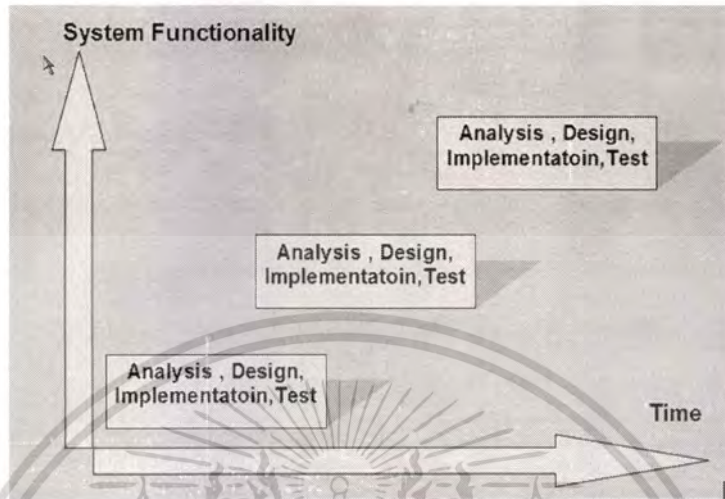 System Functionality
Analysis , Design,
Implementatoin,Test
Analysis , Design,
Implementatoin,Test
Analysis , Design,
Implementatoin,Test
Time